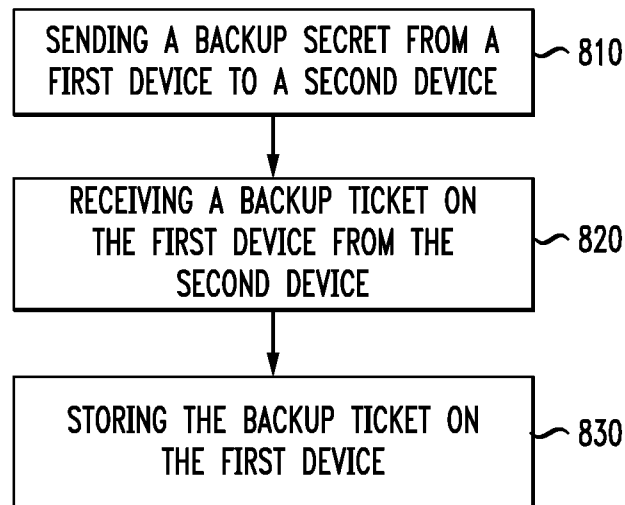 SENDING A BACKUP SECRET FROM A
FIRST DEVICE TO A SECOND DEVICE
810
RECEIVING A BACKUP TICKET ON
THE FIRST DEVICE FROM THE
SECOND DEVICE
820
STORING THE BACKUP TICKET ON
THE FIRST DEVICE
830